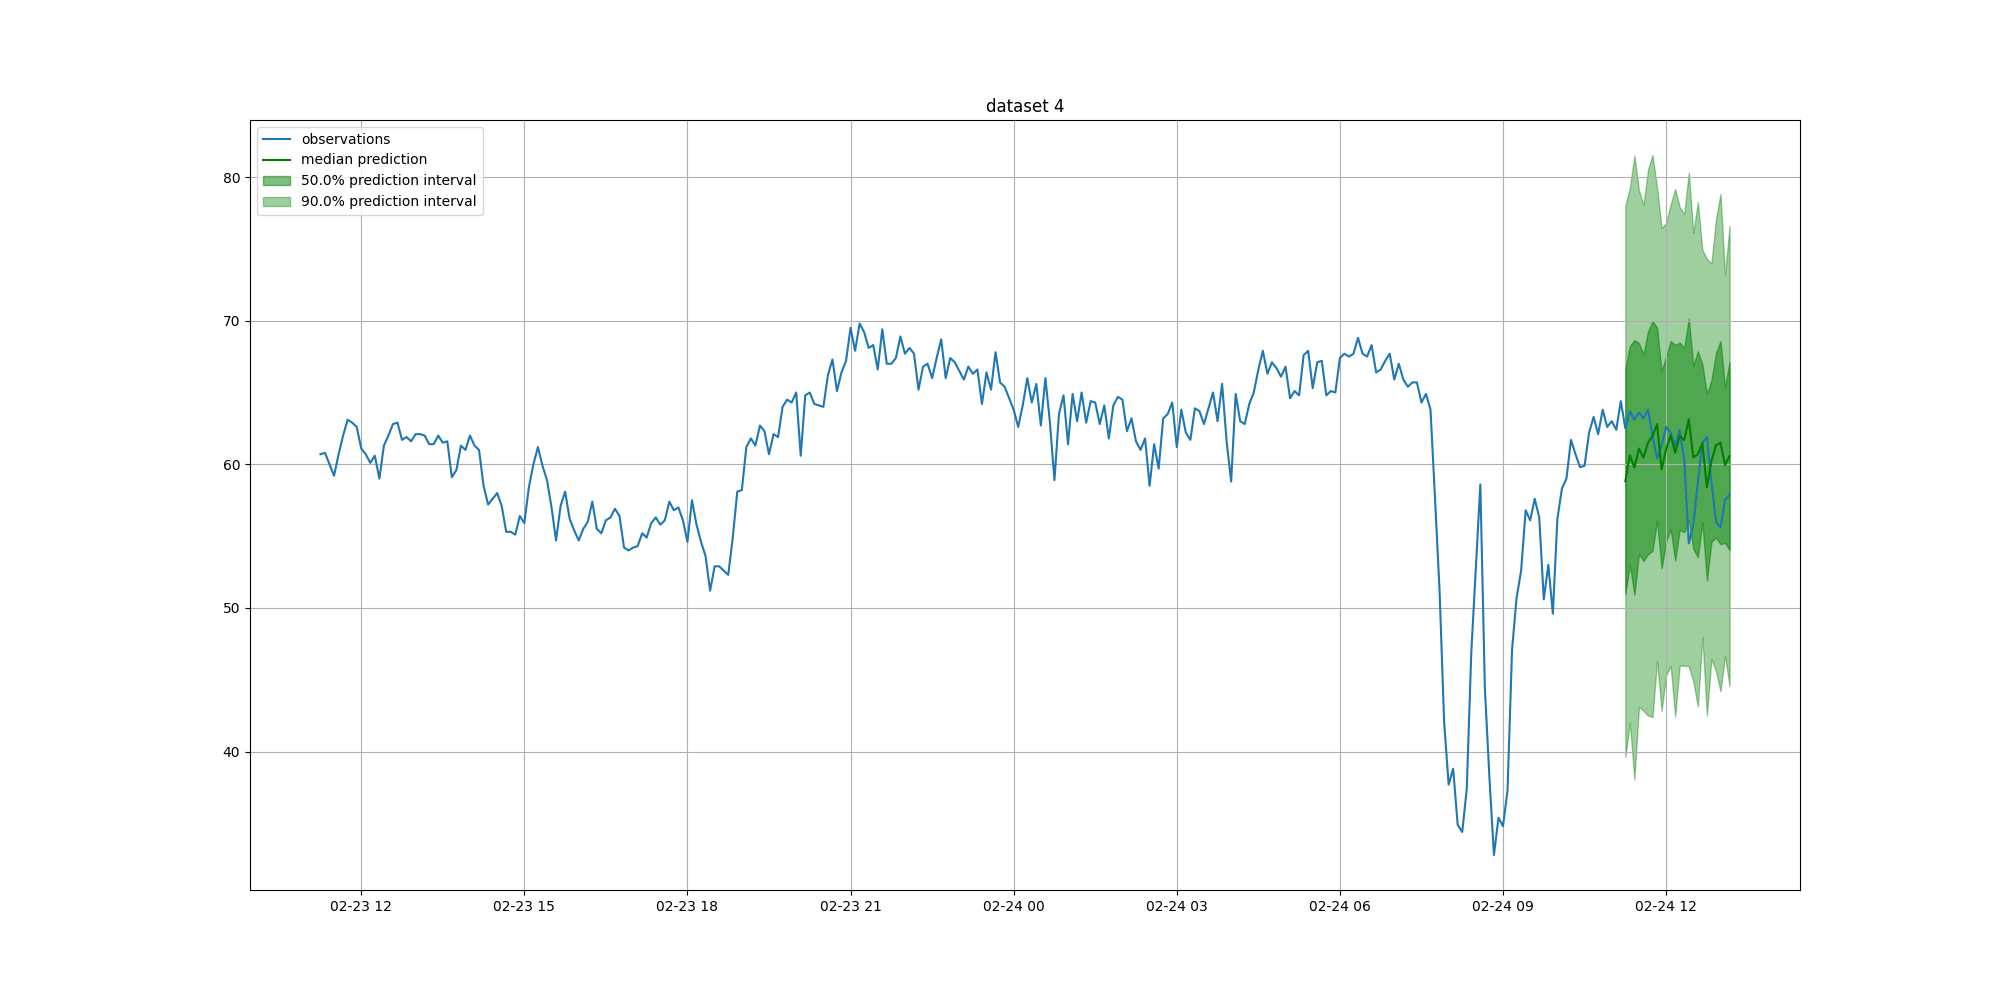 dataset 4
observations
median prediction
50.0% prediction interval
90.0% prediction interval
80
70
60
50
40
02-23 12
02-23 15
02-23 18
02-23 21
02-24 00
02-24 03
02-24 06
02-24 09
02-24 12